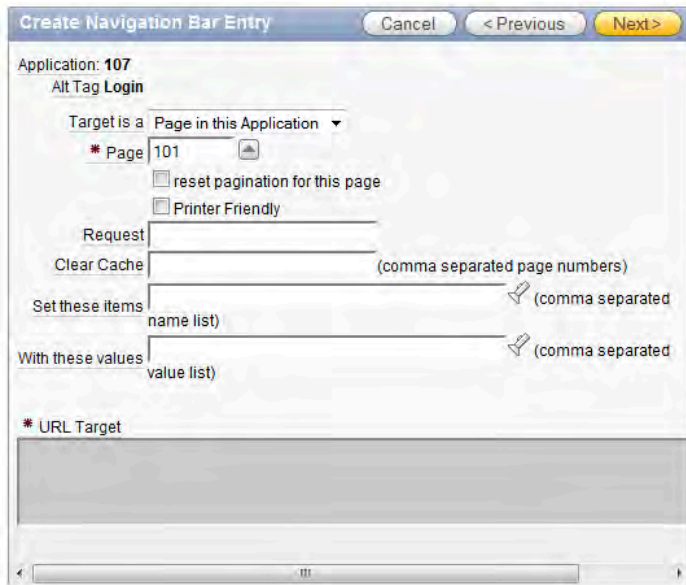 Create Navigation Bar Entry
Cancel
< Previous
Next >
Application: 107
Alt Tag Login
Target is a Page in this Application
* Page 101
reset pagination for this page
Printer Friendly
Request
Clear Cache (comma separated page numbers)
Set these items (comma separated
name list)
With these values (comma separated
value list)
* URL Target